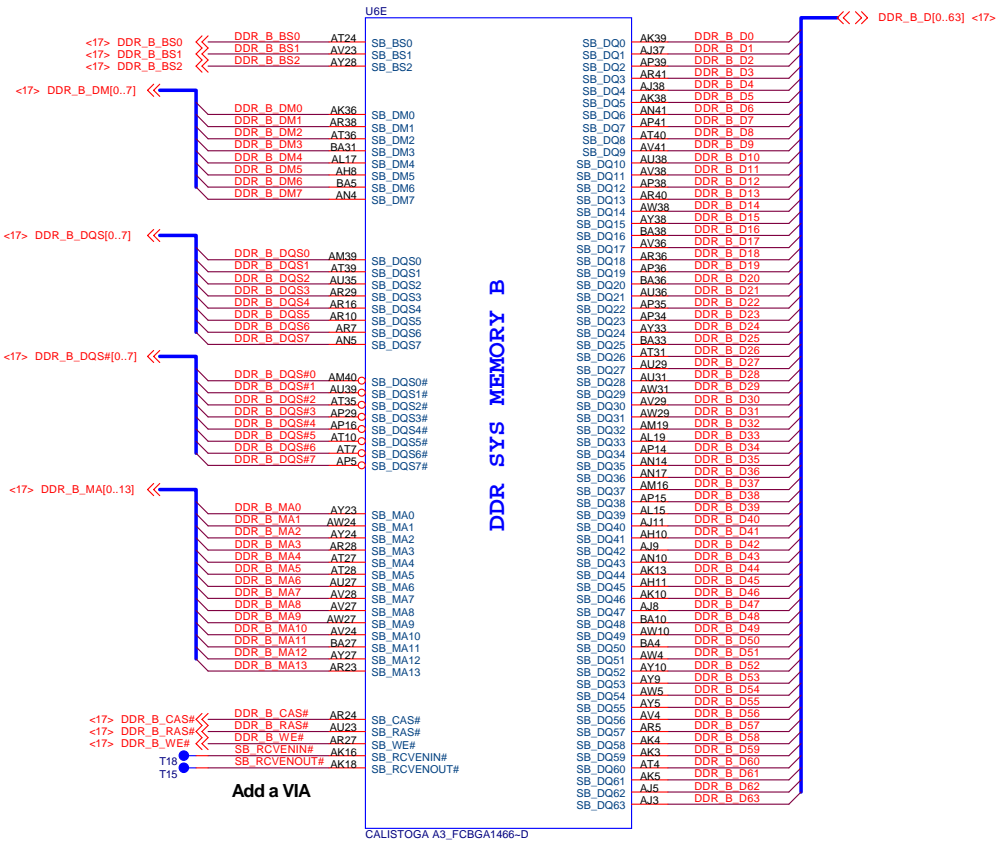 U6E
<17> DDR_B_BS0 DDR_B_BS0 AT24 SB_BS0
<17> DDR_B_BS1 DDR_B_BS1 AV23 SB_BS1
<17> DDR_B_BS2 DDR_B_BS2 AY28 SB_BS2
<17> DDR_B_DM[0..7]
DDR_B_DM0 AK36 SB_DM0
DDR_B_DM1 AR38 SB_DM1
DDR_B_DM2 AT36 SB_DM2
DDR_B_DM3 BA31 SB_DM3
DDR_B_DM4 AL17 SB_DM4
DDR_B_DM5 AH8 SB_DM5
DDR_B_DM6 BA5 SB_DM6
DDR_B_DM7 AN4 SB_DM7
<17> DDR_B_DQS[0..7]
DDR_B_DQS0 AM39 SB_DQS0
DDR_B_DQS1 AT39 SB_DQS1
DDR_B_DQS2 AU35 SB_DQS2
DDR_B_DQS3 AR29 SB_DQS3
DDR_B_DQS4 AR16 SB_DQS4
DDR_B_DQS5 AR10 SB_DQS5
DDR_B_DQS6 AR7 SB_DQS6
DDR_B_DQS7 AN5 SB_DQS7
<17> DDR_B_DQS#[0..7]
DDR_B_DQS#0 AM40 SB_DQS0#
DDR_B_DQS#1 AU39 SB_DQS1#
DDR_B_DQS#2 AT35 SB_DQS2#
DDR_B_DQS#3 AP29 SB_DQS3#
DDR_B_DQS#4 AP16 SB_DQS4#
DDR_B_DQS#5 AT10 SB_DQS5#
DDR_B_DQS#6 AT7 SB_DQS6#
DDR_B_DQS#7 AP5 SB_DQS7#
<17> DDR_B_MA[0..13]
DDR_B_MA0 AY23 SB_MA0
DDR_B_MA1 AW24 SB_MA1
DDR_B_MA2 AY24 SB_MA2
DDR_B_MA3 AR28 SB_MA3
DDR_B_MA4 AT27 SB_MA4
DDR_B_MA5 AT28 SB_MA5
DDR_B_MA6 AU27 SB_MA6
DDR_B_MA7 AV28 SB_MA7
DDR_B_MA8 AV27 SB_MA8
DDR_B_MA9 AW27 SB_MA9
DDR_B_MA10 AV24 SB_MA10
DDR_B_MA11 BA27 SB_MA11
DDR_B_MA12 AY27 SB_MA12
DDR_B_MA13 AR23 SB_MA13
<17> DDR_B_CAS# DDR_B_CAS# AR24 SB_CAS#
<17> DDR_B_RAS# DDR_B_RAS# AU23 SB_RAS#
<17> DDR_B_WE# DDR_B_WE# AR27 SB_WE#
T18 SB_RCVENIN# AK16 SB_RCVENIN#
T15 SB_RCVENOUT# AK18 SB_RCVENOUT#
Add a VIA
DDR SYS MEMORY B
DDR_B_D[0..63] <17>
SB_DQ0 AK39 DDR_B_D0
SB_DQ1 AJ37 DDR_B_D1
SB_DQ2 AP39 DDR_B_D2
SB_DQ3 AR41 DDR_B_D3
SB_DQ4 AJ38 DDR_B_D4
SB_DQ5 AK38 DDR_B_D5
SB_DQ6 AN41 DDR_B_D6
SB_DQ7 AP41 DDR_B_D7
SB_DQ8 AT40 DDR_B_D8
SB_DQ9 AV41 DDR_B_D9
SB_DQ10 AU38 DDR_B_D10
SB_DQ11 AV38 DDR_B_D11
SB_DQ12 AP38 DDR_B_D12
SB_DQ13 AR40 DDR_B_D13
SB_DQ14 AW38 DDR_B_D14
SB_DQ15 AY38 DDR_B_D15
SB_DQ16 BA38 DDR_B_D16
SB_DQ17 AV36 DDR_B_D17
SB_DQ18 AR36 DDR_B_D18
SB_DQ19 AP36 DDR_B_D19
SB_DQ20 BA36 DDR_B_D20
SB_DQ21 AU36 DDR_B_D21
SB_DQ22 AP35 DDR_B_D22
SB_DQ23 AP34 DDR_B_D23
SB_DQ24 AY33 DDR_B_D24
SB_DQ25 BA33 DDR_B_D25
SB_DQ26 AT31 DDR_B_D26
SB_DQ27 AU29 DDR_B_D27
SB_DQ28 AU31 DDR_B_D28
SB_DQ29 AW31 DDR_B_D29
SB_DQ30 AV29 DDR_B_D30
SB_DQ31 AW29 DDR_B_D31
SB_DQ32 AM19 DDR_B_D32
SB_DQ33 AL19 DDR_B_D33
SB_DQ34 AP14 DDR_B_D34
SB_DQ35 AN14 DDR_B_D35
SB_DQ36 AN17 DDR_B_D36
SB_DQ37 AM16 DDR_B_D37
SB_DQ38 AP15 DDR_B_D38
SB_DQ39 AL15 DDR_B_D39
SB_DQ40 AJ11 DDR_B_D40
SB_DQ41 AH10 DDR_B_D41
SB_DQ42 AJ9 DDR_B_D42
SB_DQ43 AN10 DDR_B_D43
SB_DQ44 AK13 DDR_B_D44
SB_DQ45 AH11 DDR_B_D45
SB_DQ46 AK10 DDR_B_D46
SB_DQ47 AJ8 DDR_B_D47
SB_DQ48 BA10 DDR_B_D48
SB_DQ49 AW10 DDR_B_D49
SB_DQ50 BA4 DDR_B_D50
SB_DQ51 AW4 DDR_B_D51
SB_DQ52 AY10 DDR_B_D52
SB_DQ53 AY9 DDR_B_D53
SB_DQ54 AW5 DDR_B_D54
SB_DQ55 AY5 DDR_B_D55
SB_DQ56 AV4 DDR_B_D56
SB_DQ57 AR5 DDR_B_D57
SB_DQ58 AK4 DDR_B_D58
SB_DQ59 AK3 DDR_B_D59
SB_DQ60 AT4 DDR_B_D60
SB_DQ61 AK5 DDR_B_D61
SB_DQ62 AJ5 DDR_B_D62
SB_DQ63 AJ3 DDR_B_D63
CALISTOGA A3_FCBGA1466~D